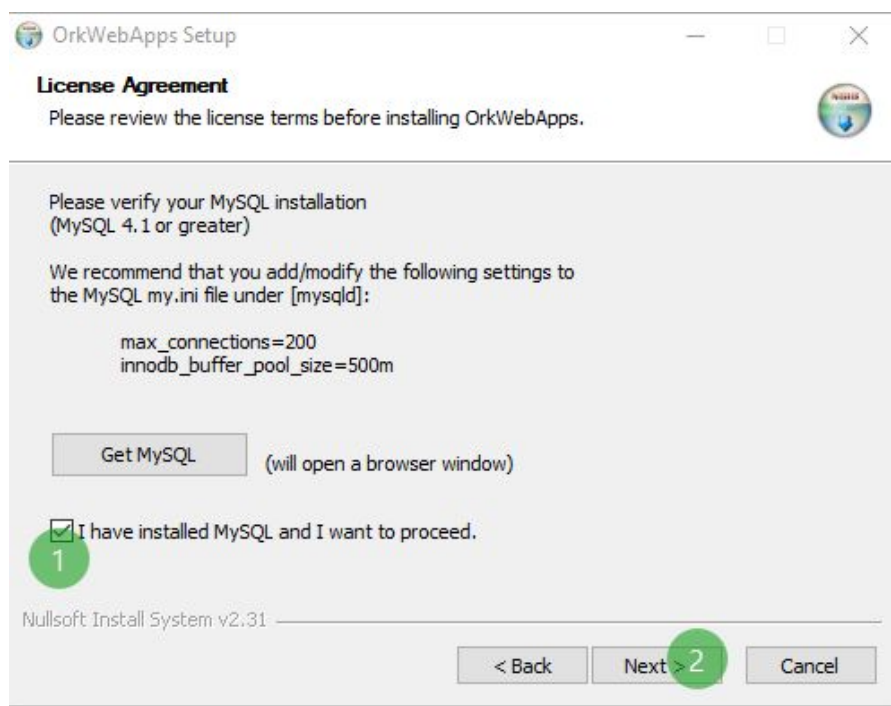 OrkWebApps Setup
License Agreement
Please review the license terms before installing OrkWebApps.
Please verify your MySQL installation
(MySQL 4.1 or greater)
We recommend that you add/modify the following settings to
the MySQL my.ini file under [mysqld]:
max_connections=200
innodb_buffer_pool_size=500m
Get MySQL (will open a browser window)
I have installed MySQL and I want to proceed.
1
Nullsoft Install System v2.31
< Back Next > 2 Cancel